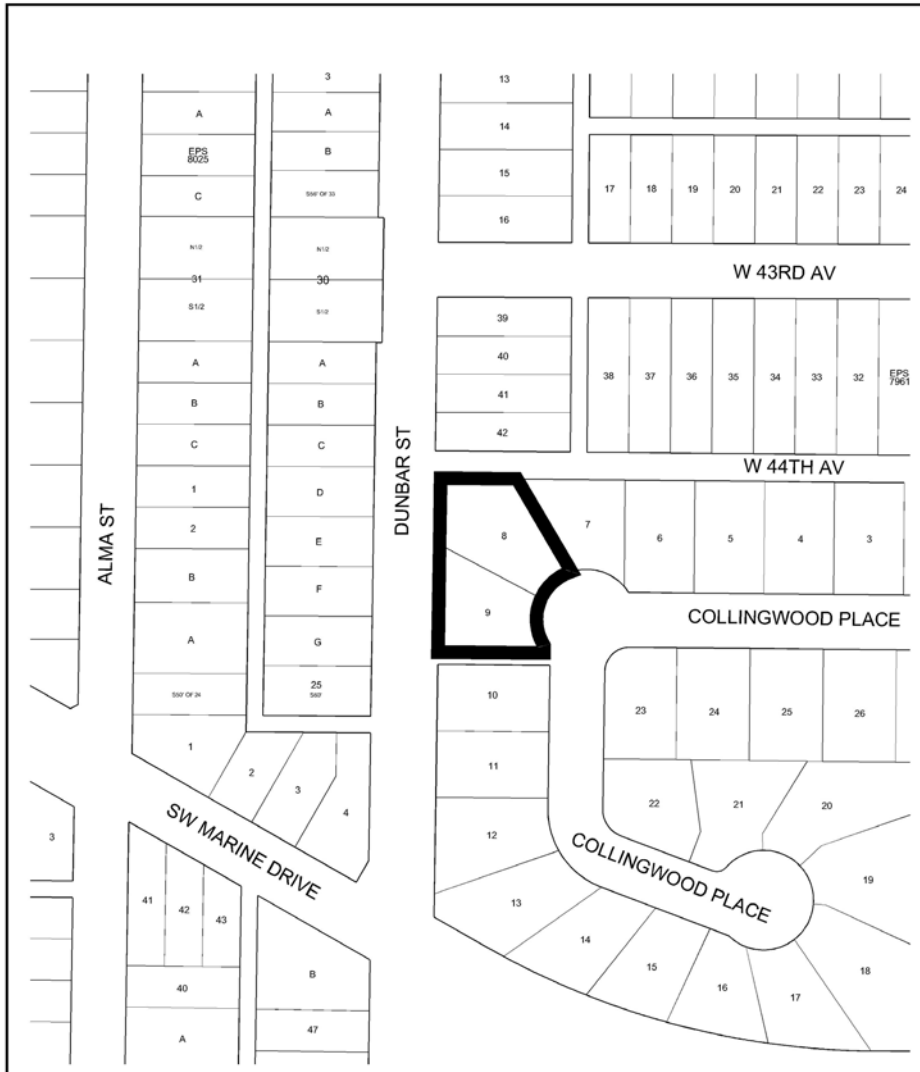 3
13
A
A
14
EPS
8025
B
15
17
18
19
20
21
22
23
24
C
S50' OF 33
16
N1/2
N1/2
31
30
W 43RD AV
S1/2
S1/2
39
A
A
40
38
37
36
35
34
33
32
EPS
7961
B
B
41
C
C
42
DUNBAR ST
W 44TH AV
1
D
ALMA ST
2
E
8
7
6
5
4
3
B
F
9
COLLINGWOOD PLACE
A
G
25
S60'
S50' OF 24
10
23
24
25
26
1
11
2
3
4
22
21
20
3
SW MARINE DRIVE
12
COLLINGWOOD PLACE
19
41
42
43
13
14
18
B
15
40
16
17
47
A